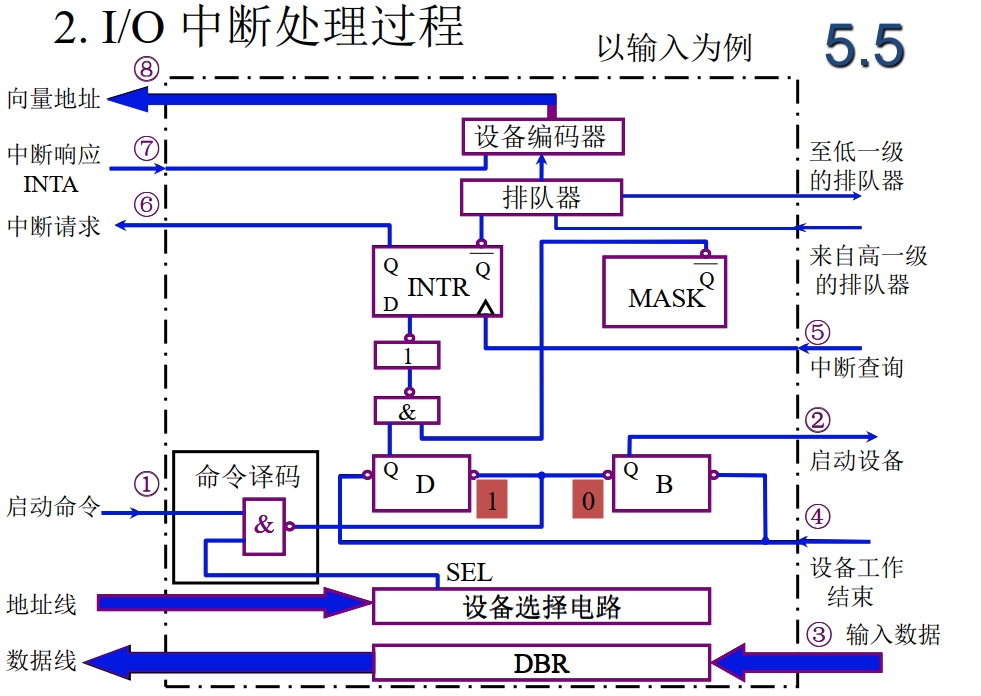 2. I/O 中断处理过程
以输入为例
5.5
⑧
向量地址
设备编码器
⑦
中断响应
INTA
至低一级
的排队器
排队器
⑥
中断请求
来自高一级
的排队器
Q
Q
INTR
D
Q
MASK
⑤
中断查询
1
&
②
启动设备
命令译码
Q
D
Q
B
①
启动命令
&
1
0
④
设备工作
结束
SEL
地址线
设备选择电路
③ 输入数据
数据线
DBR